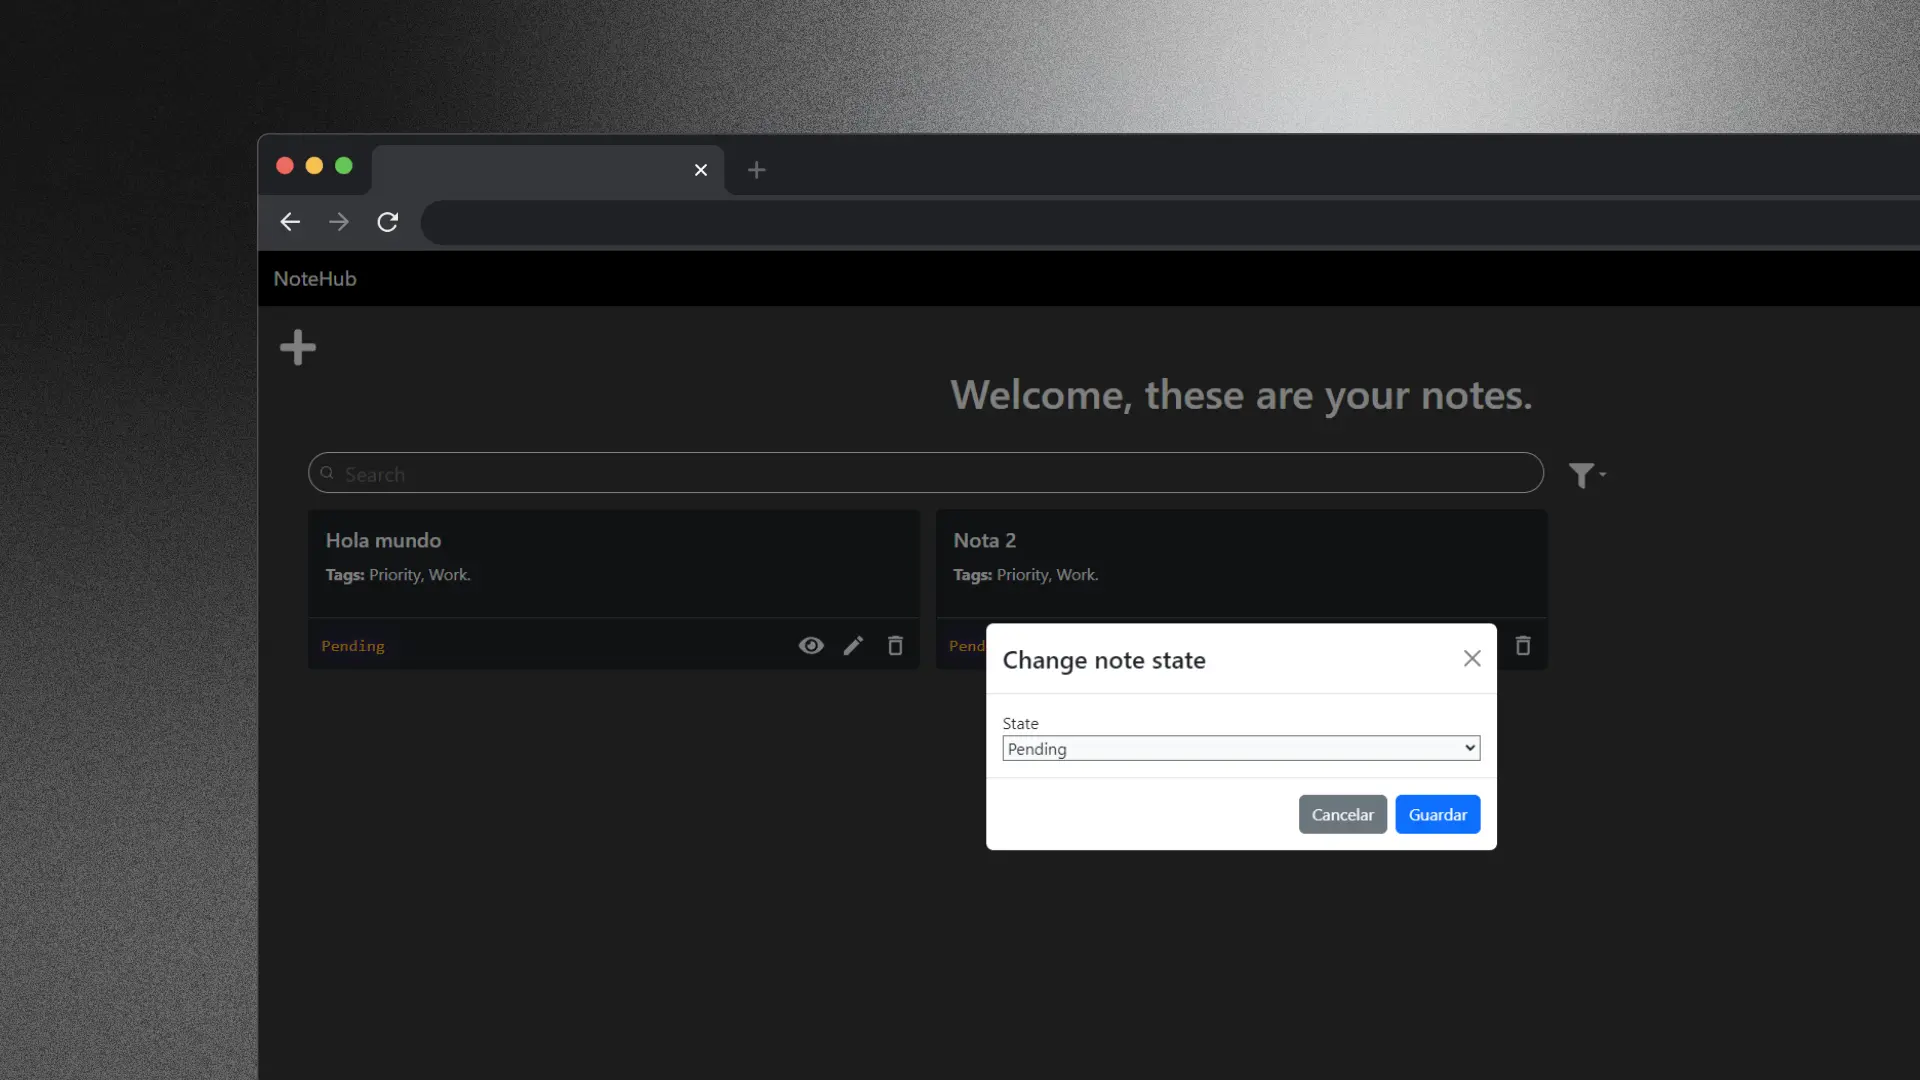 NoteHub
Welcome, these are your notes.
Search
Hola mundo
Tags: Priority, Work.
Pending
Nota 2
Tags: Priority, Work.
Pend
Change note state
State
Pending
Cancelar
Guardar